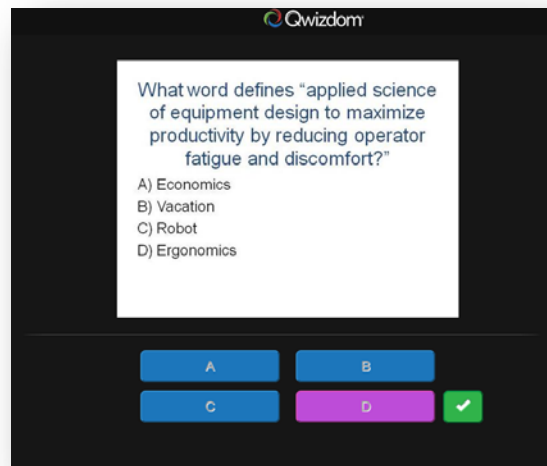 Qwizdom
What word defines “applied science
of equipment design to maximize
productivity by reducing operator
fatigue and discomfort?”
A) Economics
B) Vacation
C) Robot
D) Ergonomics
A
B
C
D